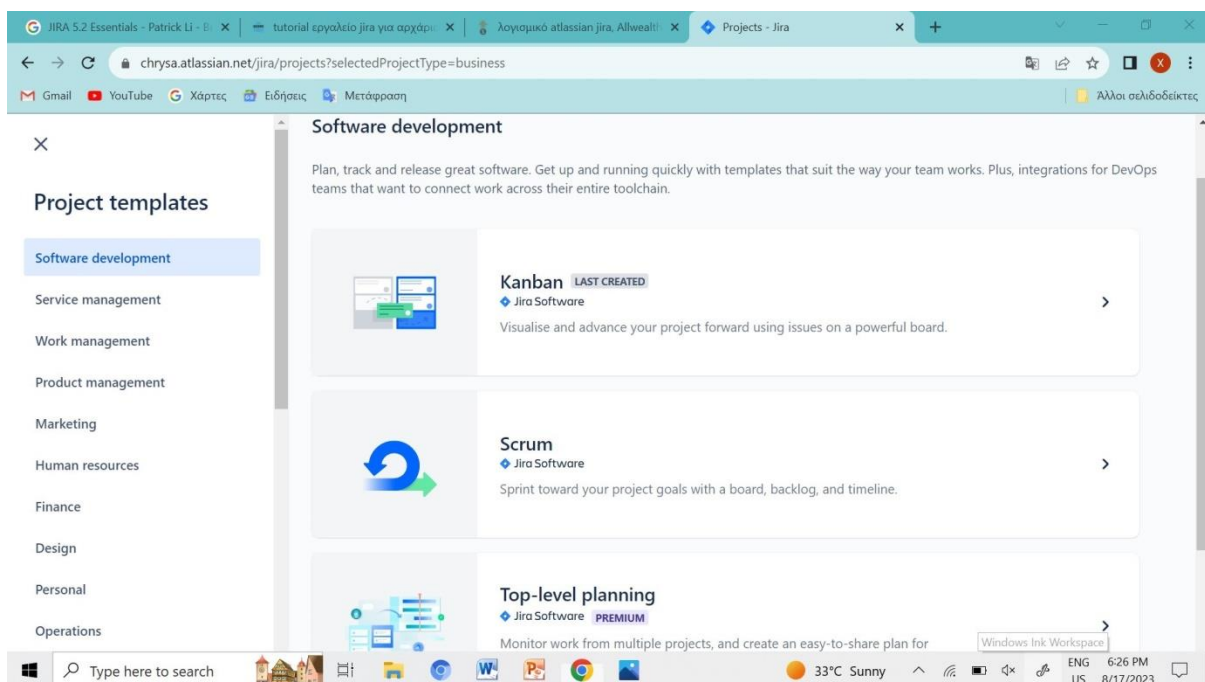 JIRA 5.2 Essentials - Patrick Li - B
tutorial εργαλείο jira για αρχάρι
λογισμικό atlassian jira, Allwealth
Projects - Jira
chrysa.atlassian.net/jira/projects?selectedProjectType=business
X
Gmail
YouTube
Χάρτες
Ειδήσεις
Μετάφραση
Άλλοι σελιδοδείκτες
Project templates
Software development
Service management
Work management
Product management
Marketing
Human resources
Finance
Design
Personal
Operations
Software development
Plan, track and release great software. Get up and running quickly with templates that suit the way your team works. Plus, integrations for DevOps
teams that want to connect work across their entire toolchain.
Kanban LAST CREATED
Jira Software
Visualise and advance your project forward using issues on a powerful board.
Scrum
Jira Software
Sprint toward your project goals with a board, backlog, and timeline.
Top-level planning
Jira Software PREMIUM
Monitor work from multiple projects, and create an easy-to-share plan for
Windows Ink Workspace
Type here to search
33°C Sunny
ENG
US
6:26 PM
8/17/2023